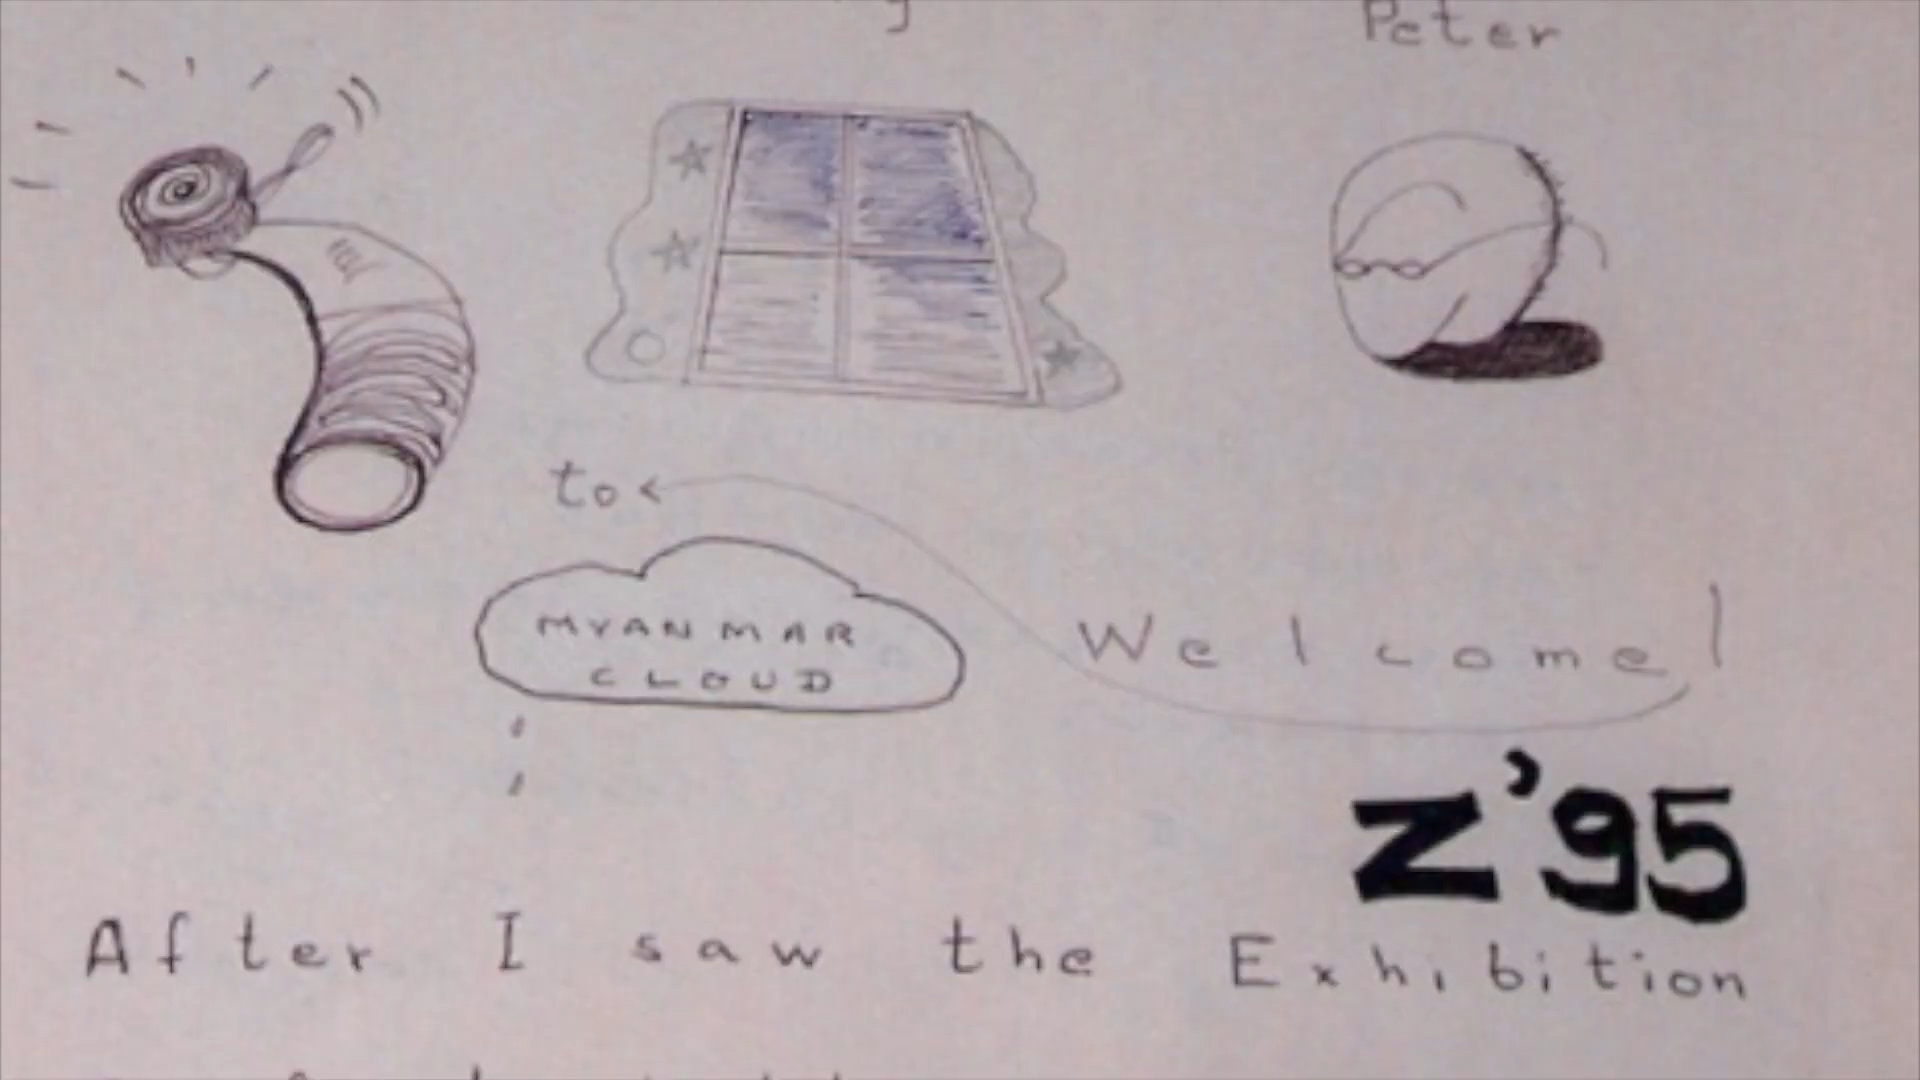 Peter
to
MYANMAR
CLOUD
Welcome!
Z'95
After I saw the Exhibition